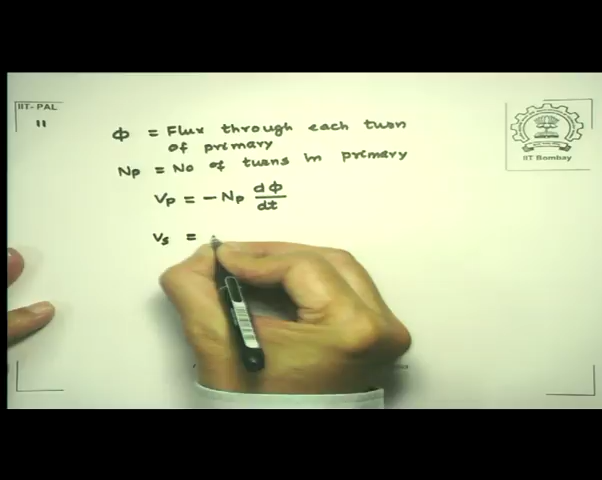 IIT- PAL
11
Φ = Flux through each turn
of primary
Np = No of turns in primary
Vp = - Np dΦ/dt
Vs =
IIT Bombay